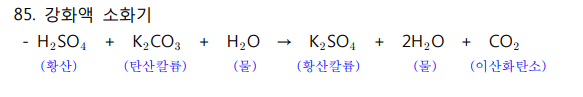 85. 강화액 소화기
- H₂SO₄ + K₂CO₃ + H₂O → K₂SO₄ + 2H₂O + CO₂
(황산) (탄산칼륨) (물) (황산칼륨) (물) (이산화탄소)